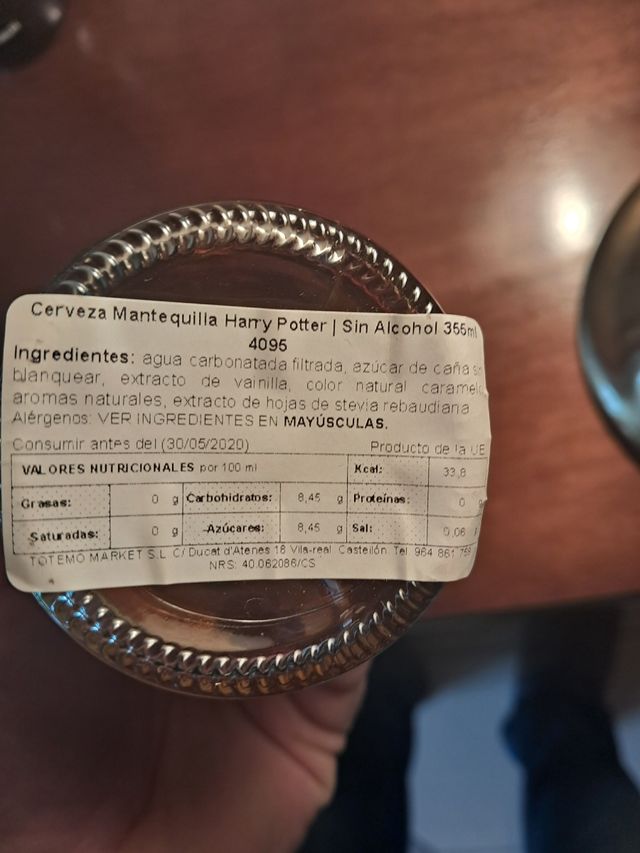 Cerveza Mantequilla Harry Potter | Sin Alcohol 355ml
4095
Ingredientes: agua carbonatada filtrada, azúcar de caña
blanquear, extracto de vainilla, color natural caramelo
aromas naturales, extracto de hojas de stevia rebaudiana
Alérgenos: VER INGREDIENTES EN MAYÚSCULAS.
Consumir antes del (30/05/2020) Producto de la UE
VALORES NUTRICIONALES por 100 ml Kcal: 33,8
Grasas: 0 g Carbohidratos: 8,45 g Proteínas: 0 g
Saturadas: 0 g Azúcares: 8,45 g Sal: 0,06
TOTEMO MARKET S.L C/ Ducat d'Atenes 18 Vila-real Castellón Tel 964 861 759
NRS: 40.062086/CS